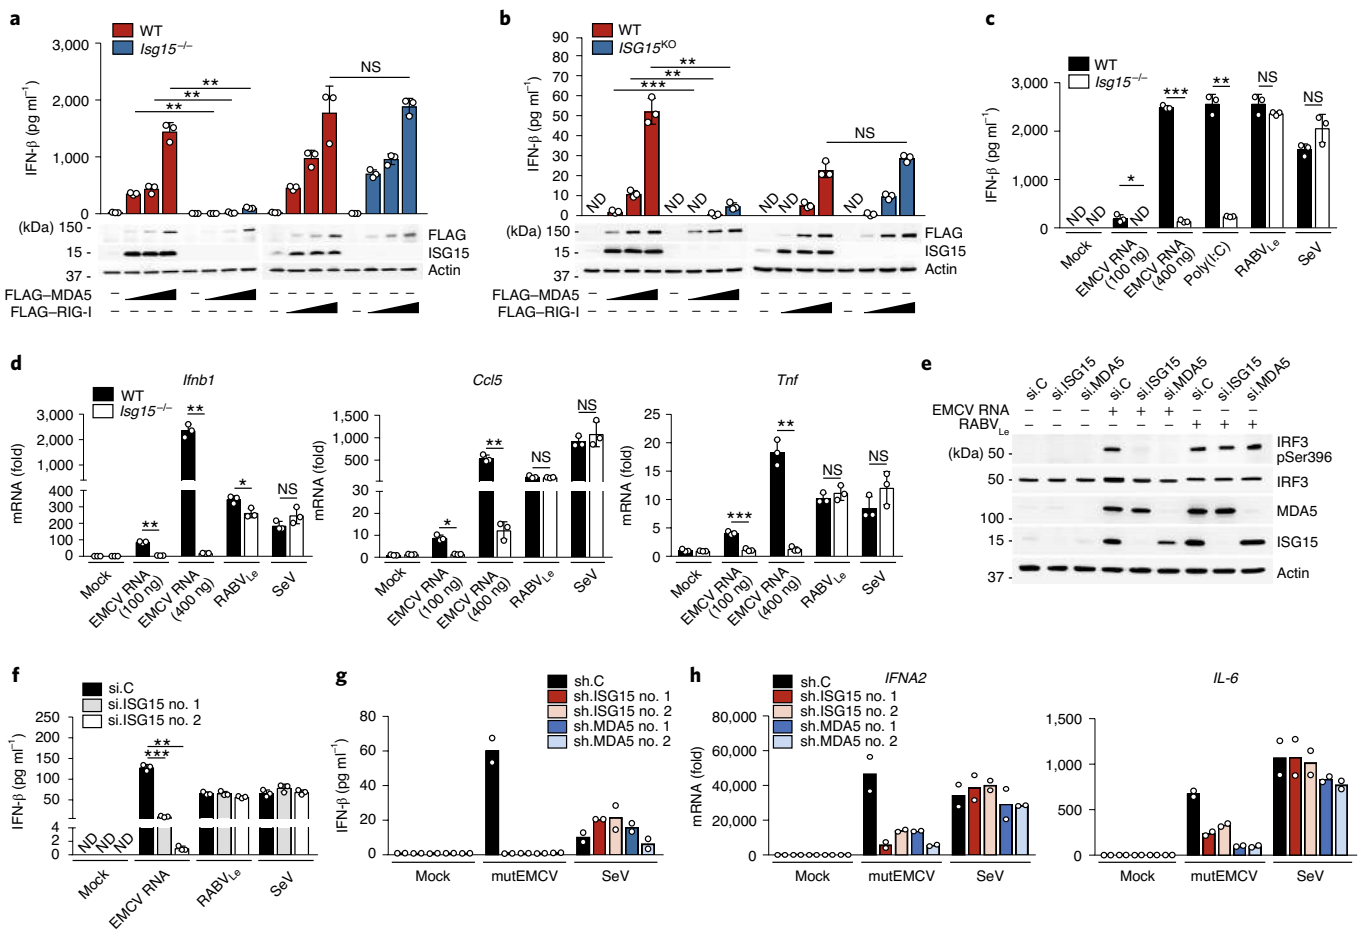 a
WT
Isg15−/−
IFN-β (pg ml−1)
3,000
2,000
1,000
0
**
**
**
NS
(kDa) 150 -
15 -
37 -
FLAG
ISG15
Actin
FLAG–MDA5 – – – – – –
FLAG–RIG-I – – – – – – – – – –
b
WT
ISG15KO
IFN-β (pg ml−1)
90
80
70
60
50
40
30
20
10
0
**
**
***
NS
ND ND ND ND ND ND ND
(kDa) 150 -
15 -
37 -
FLAG
ISG15
Actin
FLAG–MDA5 – – – – – –
FLAG–RIG-I – – – – – – – – – –
c
WT
Isg15−/−
IFN-β (pg ml−1)
3,000
2,000
1,000
0
ND ND * ND *** ** NS NS
Mock
EMCV RNA (100 ng)
EMCV RNA (400 ng)
Poly(I:C)
RABVLe
SeV
d
WT
Isg15−/−
Ifnb1
mRNA (fold)
3,000
2,000
1,000
400
300
200
100
0
** ** * NS
Mock
EMCV RNA (100 ng)
EMCV RNA (400 ng)
RABVLe
SeV
Ccl5
mRNA (fold)
1,500
1,000
500
30
20
10
0
* ** NS NS
Mock
EMCV RNA (100 ng)
EMCV RNA (400 ng)
RABVLe
SeV
Tnf
mRNA (fold)
25
20
15
10
5
0
*** ** NS NS
Mock
EMCV RNA (100 ng)
EMCV RNA (400 ng)
RABVLe
SeV
e
si.C si.ISG15 si.MDA5 si.C si.ISG15 si.MDA5 si.C si.ISG15 si.MDA5
EMCV RNA – – – + + + – – –
RABVLe – – – – – – + + +
(kDa) 50 - IRF3 pSer396
50 - IRF3
100 - MDA5
15 - ISG15
37 - Actin
f
si.C
si.ISG15 no. 1
si.ISG15 no. 2
IFN-β (pg ml−1)
250
200
150
100
50
4
2
0
ND ND ND
**
***
Mock
EMCV RNA
RABVLe
SeV
g
sh.C
sh.ISG15 no. 1
sh.ISG15 no. 2
sh.MDA5 no. 1
sh.MDA5 no. 2
IFN-β (pg ml−1)
80
60
40
20
0
Mock mutEMCV SeV
h
IFNA2
sh.C
sh.ISG15 no. 1
sh.ISG15 no. 2
sh.MDA5 no. 1
sh.MDA5 no. 2
mRNA (fold)
80,000
60,000
40,000
20,000
0
Mock mutEMCV SeV
IL-6
1,500
1,000
500
0
Mock mutEMCV SeV